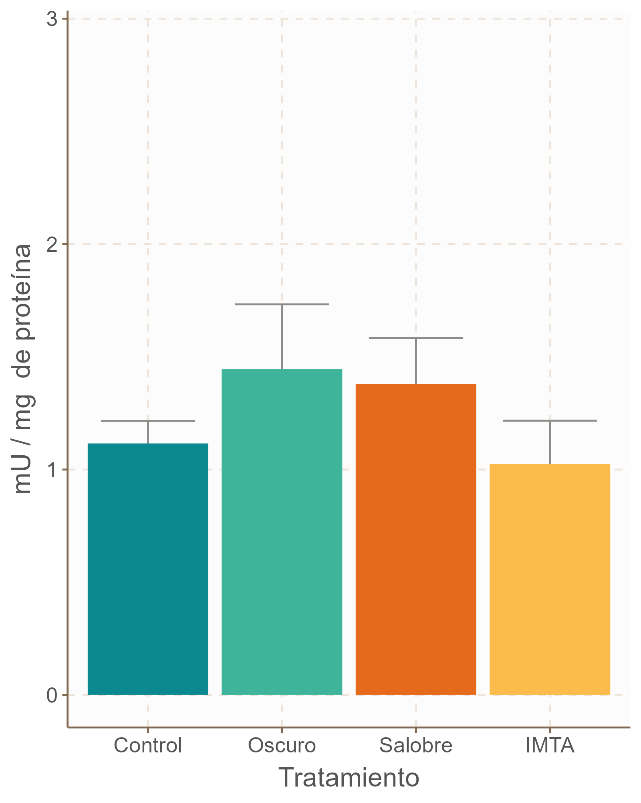 3
2
1
0
mU / mg  de proteína
Control
Oscuro
Salobre
IMTA
Tratamiento